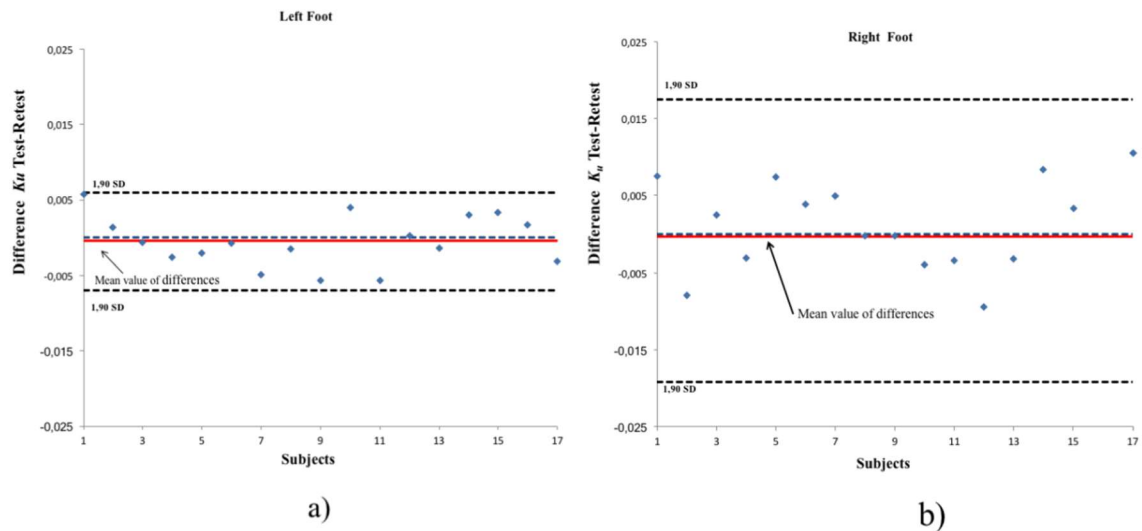 Left Foot
0,025
0,015
0,005
-0,005
-0,015
-0,025
Difference Ku Test-Retest
1,90 SD
Mean value of differences
1,90 SD
1 3 5 7 9 11 13 15 17
Subjects
a)
Right Foot
0,025
0,015
0,005
-0,005
-0,015
-0,025
Difference Ku Test-Retest
1,90 SD
Mean value of differences
1,90 SD
1 3 5 7 9 11 13 15 17
Subjects
b)